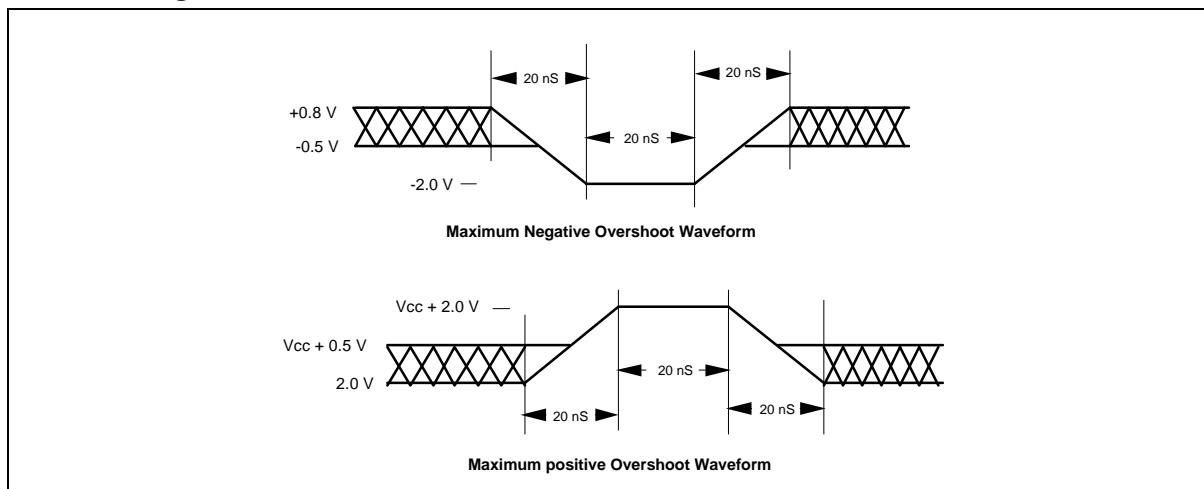 20 nS
20 nS
+0.8 V
20 nS
-0.5 V
-2.0 V
Maximum Negative Overshoot Waveform
Vcc + 2.0 V
Vcc + 0.5 V
20 nS
2.0 V
20 nS
20 nS
Maximum positive Overshoot Waveform